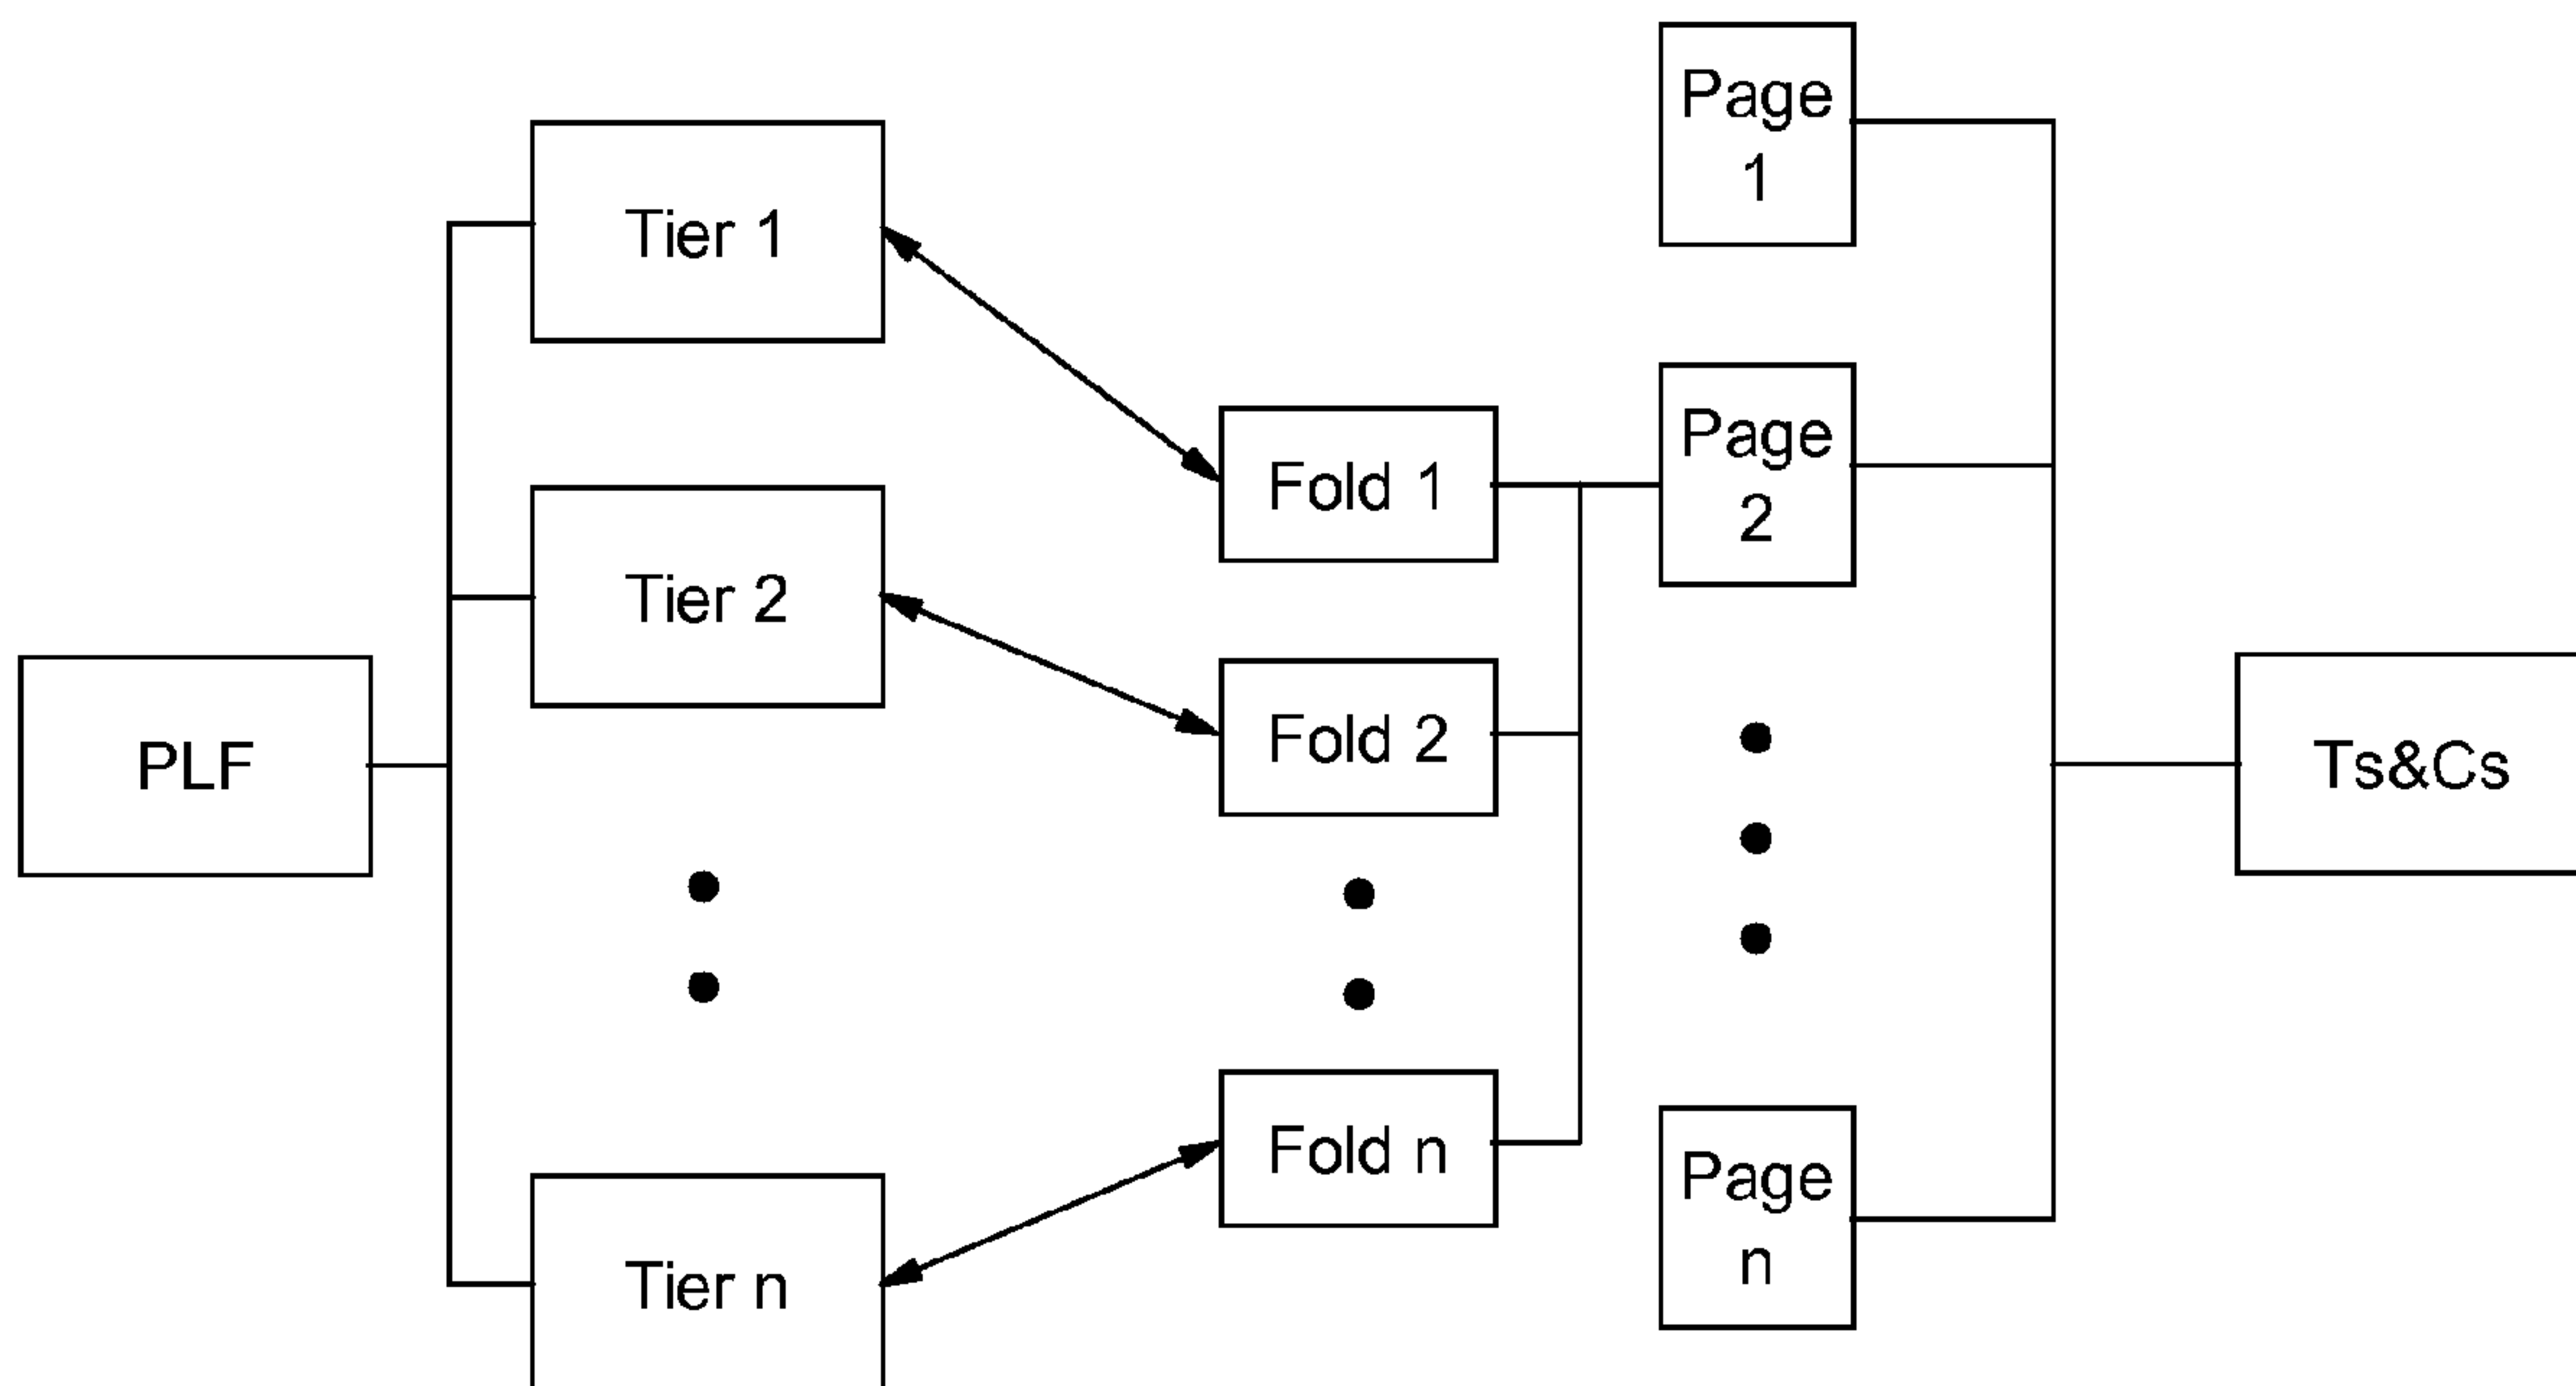 PLF
Tier 1
Tier 2
Tier n
Fold 1
Fold 2
Fold n
Page
1
Page
2
Page
n
Ts&Cs